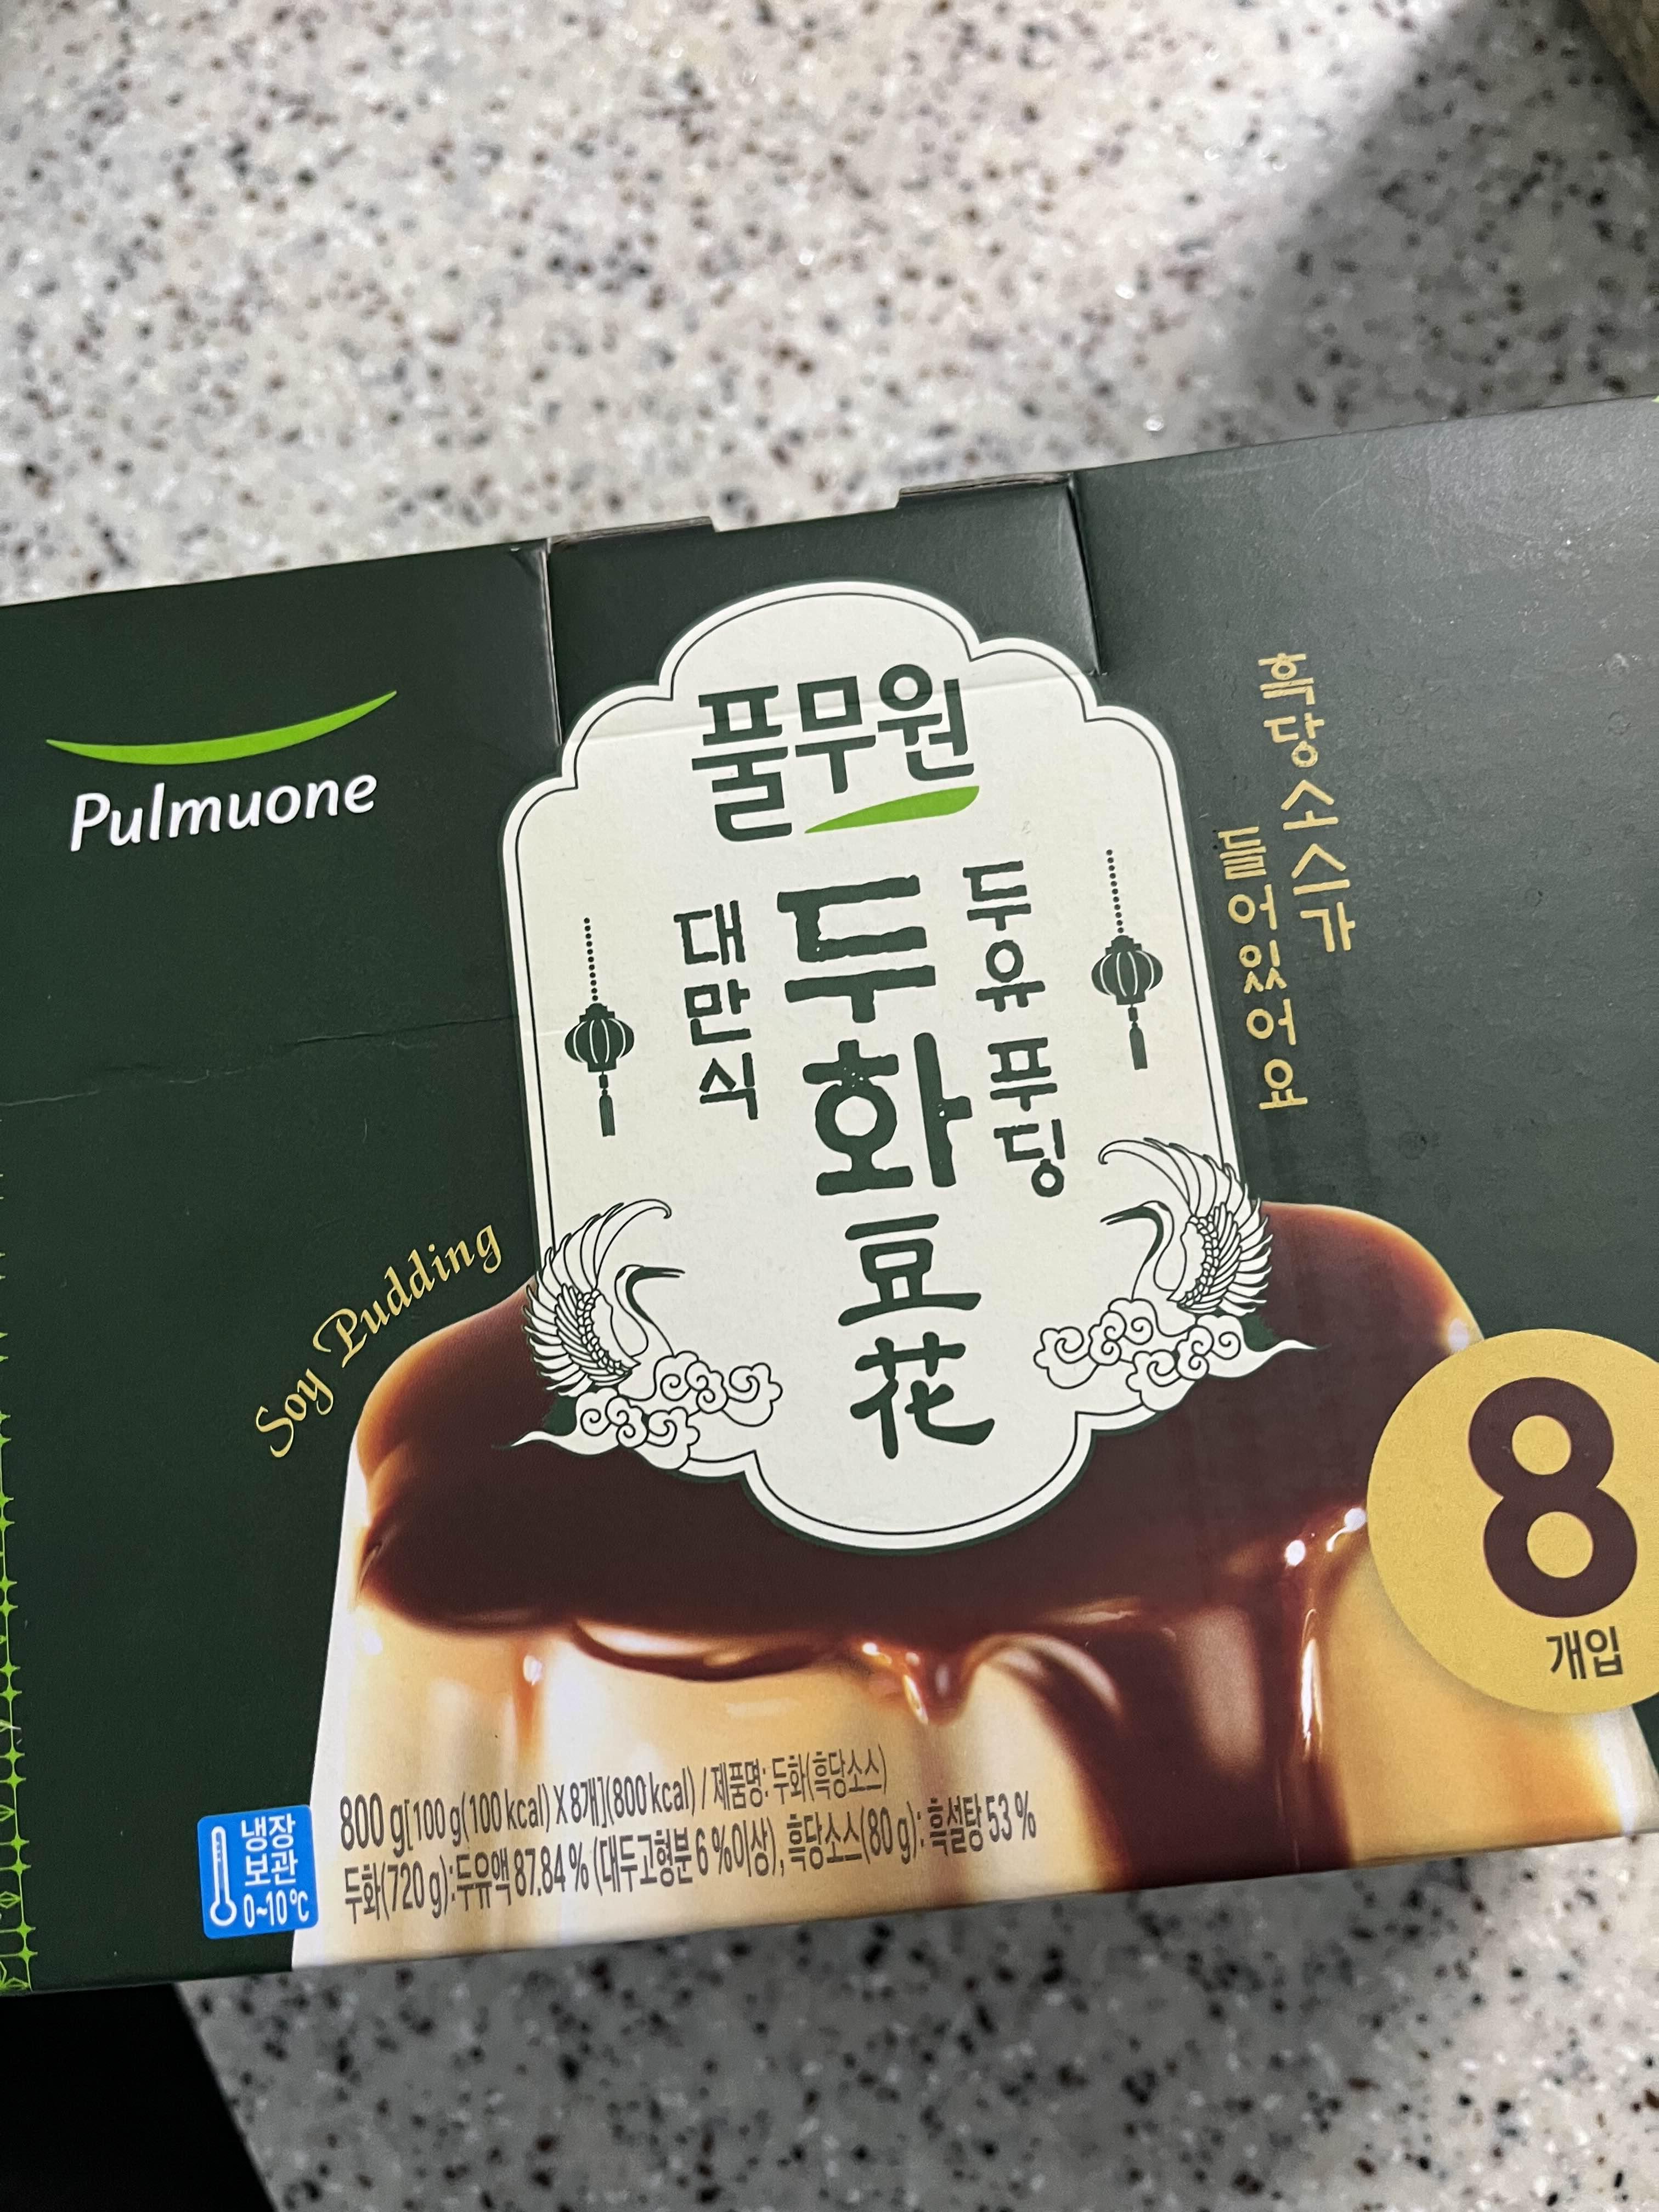 Pulmuone
풀무원
대만식
두화
豆花
두유 푸딩
흑당소스가
들어있어요
Soy Pudding
8
개입
냉장
보관
0~10℃
800 g[100 g(100 kcal) X 8개](800 kcal) / 제품명: 두화(흑당소스)
두화(720 g):두유액 87.84 % (대두고형분 6 %이상), 흑당소스(80 g): 흑설탕 53 %